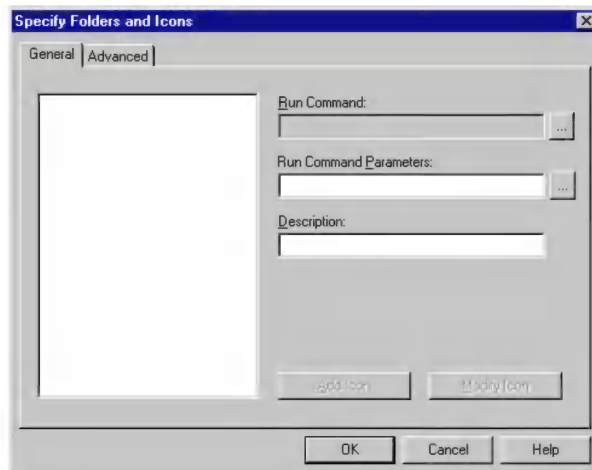 Specify Folders and Icons
General
Advanced
Run Command:
...
Run Command Parameters:
...
Description:
Add Icon
Modify Icon
OK
Cancel
Help